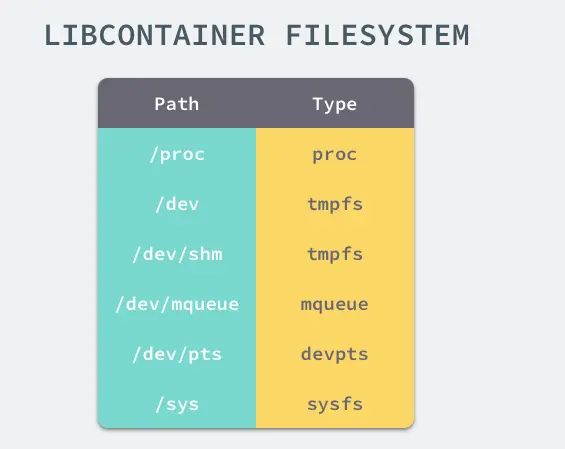 LIBCONTAINER FILESYSTEM
Path Type
/proc proc
/dev tmpfs
/dev/shm tmpfs
/dev/mqueue mqueue
/dev/pts devpts
/sys sysfs